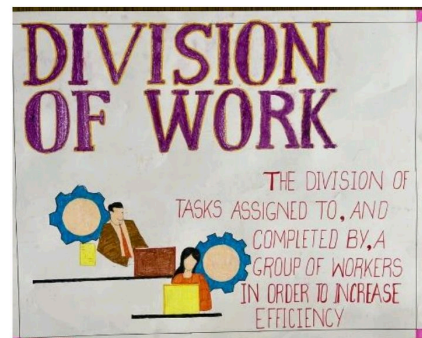 DIVISION
OF WORK
THE DIVISION OF
TASKS ASSIGNED TO, AND
COMPLETED BY, A
GROUP OF WORKERS
IN ORDER TO INCREASE
EFFICIENCY